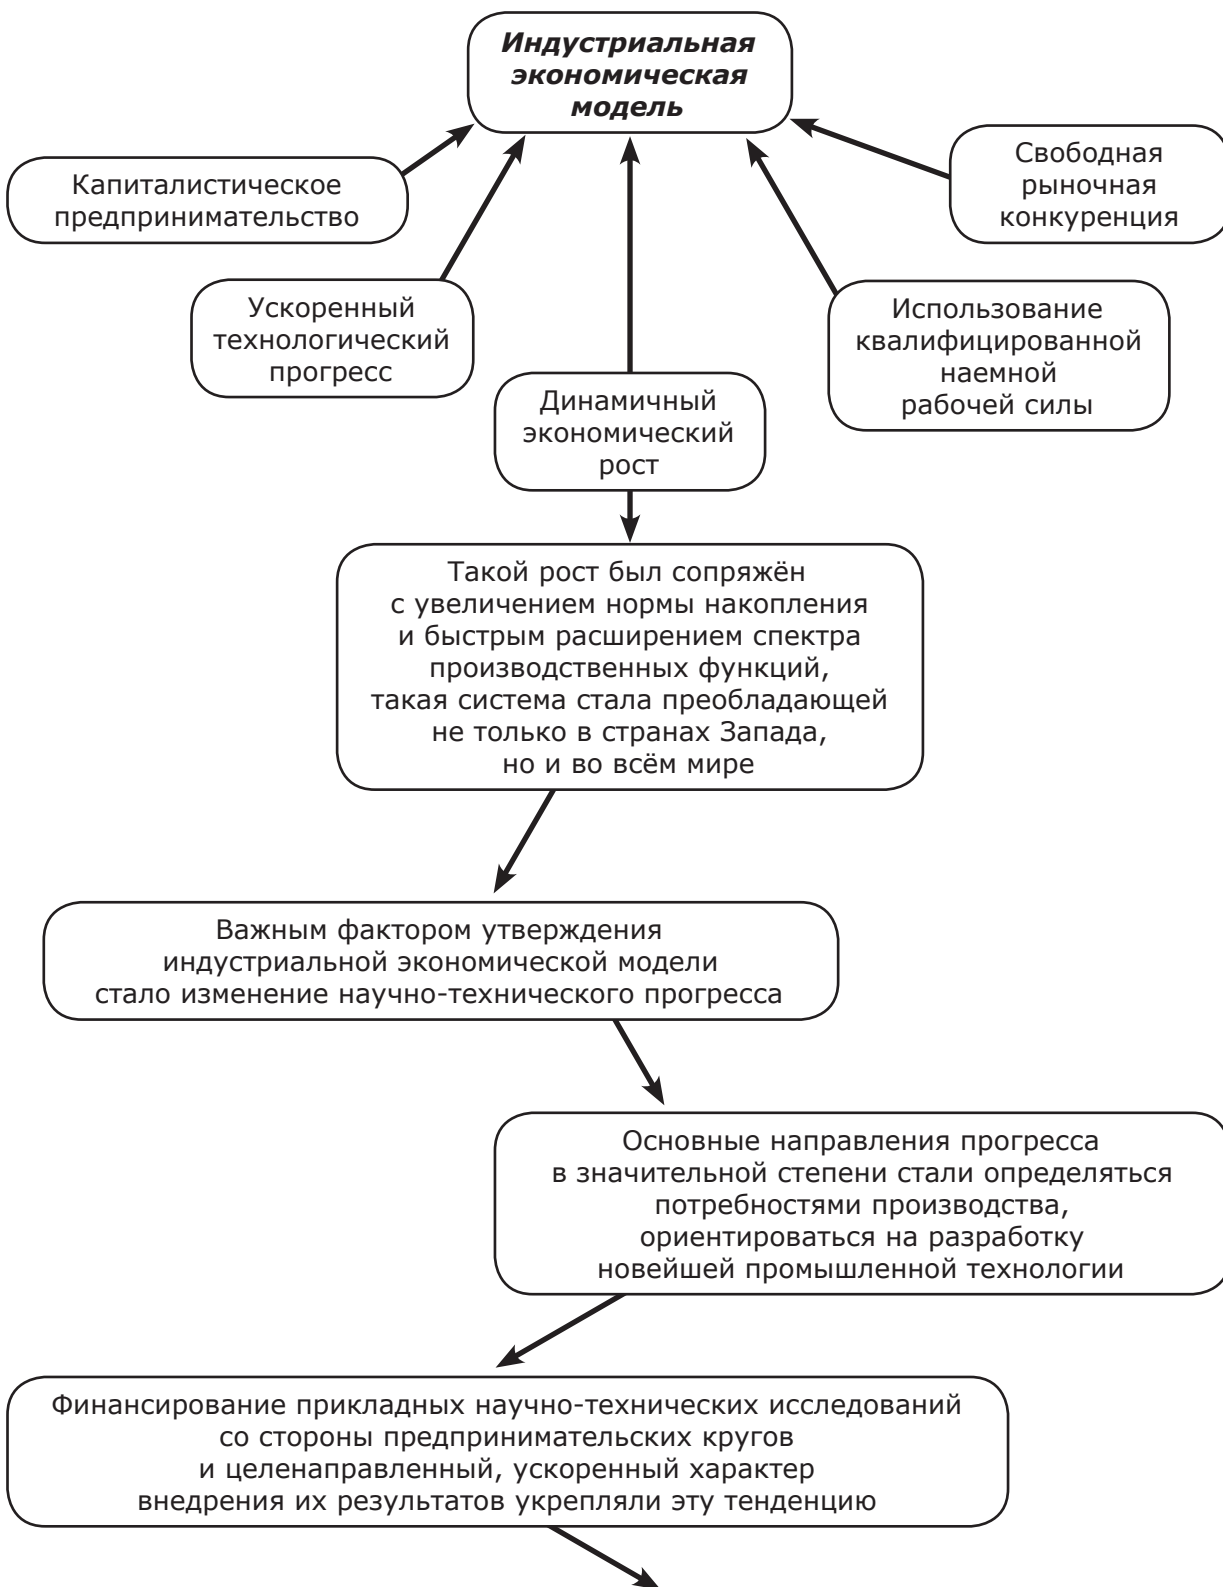 Индустриальная
экономическая
модель
Капиталистическое
предпринимательство
Свободная
рыночная
конкуренция
Ускоренный
технологический
прогресс
Использование
квалифицированной
наемной
рабочей силы
Динамичный
экономический
рост
Такой рост был сопряжён
с увеличением нормы накопления
и быстрым расширением спектра
производственных функций,
такая система стала преобладающей
не только в странах Запада,
но и во всём мире
Важным фактором утверждения
индустриальной экономической модели
стало изменение научно-технического прогресса
Основные направления прогресса
в значительной степени стали определяться
потребностями производства,
ориентироваться на разработку
новейшей промышленной технологии
Финансирование прикладных научно-технических исследований
со стороны предпринимательских кругов
и целенаправленный, ускоренный характер
внедрения их результатов укрепляли эту тенденцию